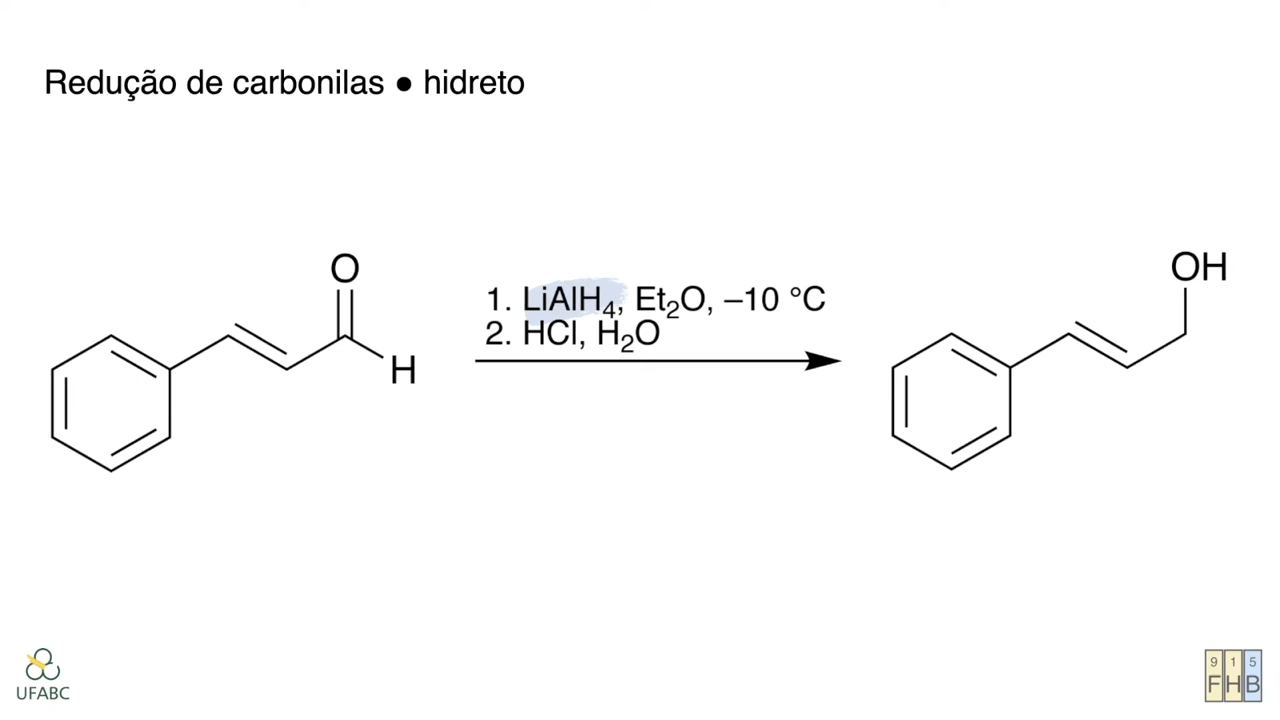 Redução de carbonilas ● hidreto
O
H
1. LiAlH₄, Et₂O, –10 °C
2. HCl, H₂O
OH
UFABC
9 1 5
F H B